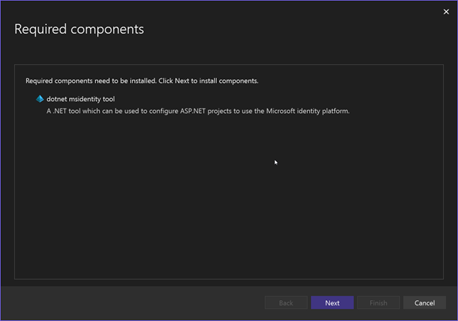 Required components
Required components need to be installed. Click Next to install components.
dotnet msidentity tool
A .NET tool which can be used to configure ASP.NET projects to use the Microsoft identity platform.
Back Next Finish Cancel